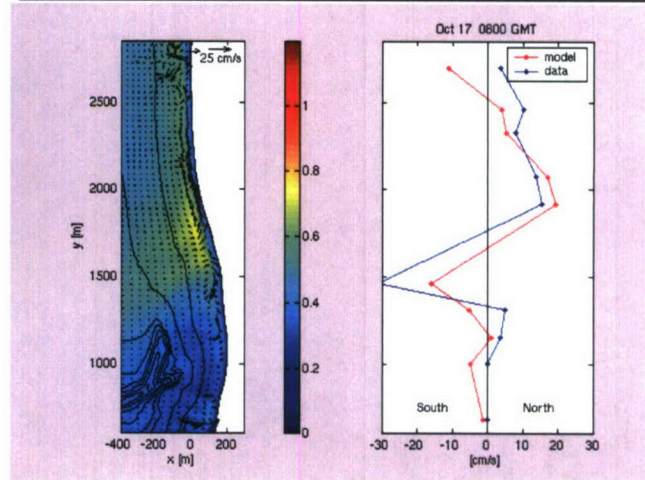 Oct 17 0600 GMT
25 cm/s
model
data
2500
2000
1500
1000
y [m]
-400 -200 0 200
x [m]
1
0.8
0.6
0.4
0.2
0
South
North
-30 -20 -10 0 10 20 30
[cm/s]